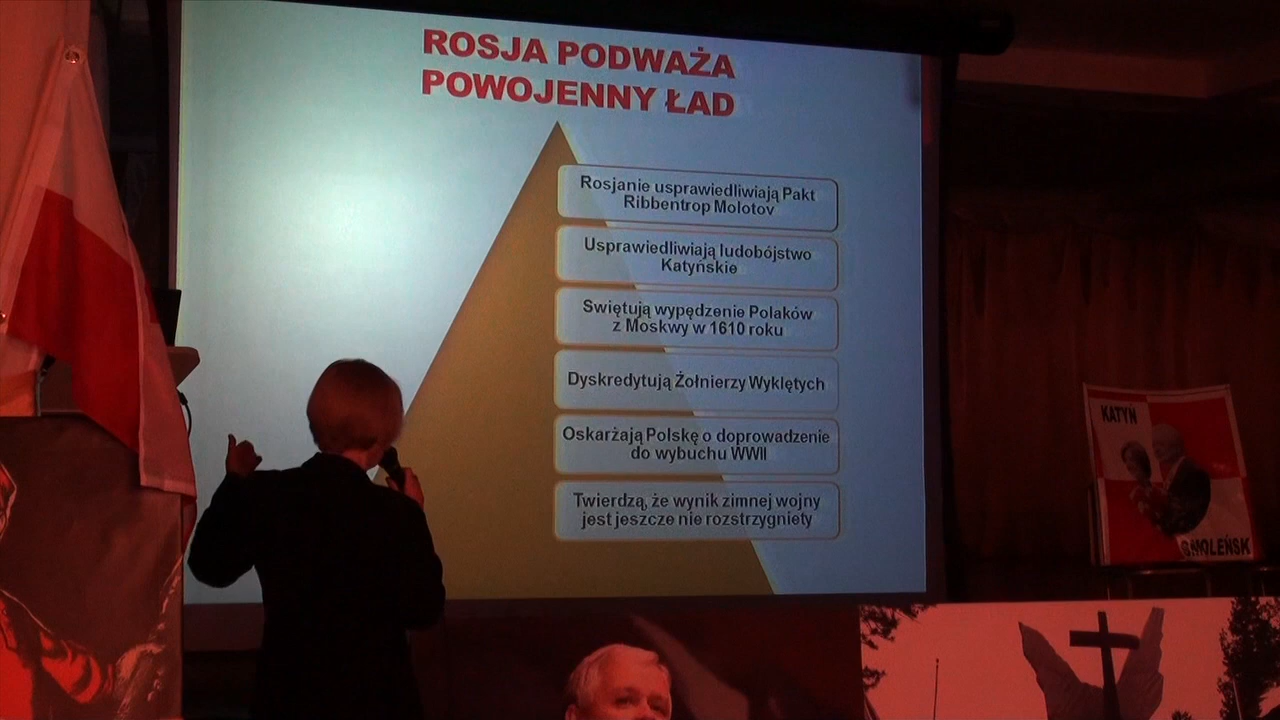 ROSJA PODWAŻA
POWOJENNY ŁAD
Rosjanie usprawiedliwiają Pakt
Ribbentrop Molotov
Usprawiedliwiają ludobójstwo
Katyńskie
Swiętują wypędzenie Polaków
z Moskwy w 1610 roku
Dyskredytują Żołnierzy Wyklętych
Oskarżają Polskę o doprowadzenie
do wybuchu WWII
Twierdzą, że wynik zimnej wojny
jest jeszcze nie rozstrzygniety
KATYŃ
SMOLEŃSK